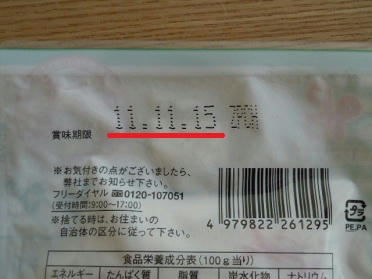 賞味期限 11.11.15
※お気付きの点がございましたら、
弊社までお知らせ下さい。
フリーダイヤル 0120-107051
(受付時間:9:00~17:00)
※捨てる時は、お住まいの
自治体の区分に従って下さい。
4 979822 261295
プラ
PE,PA
食品栄養成分表(100g当り)
エネルギー たんぱく質 脂質 炭水化物 ナトリウム